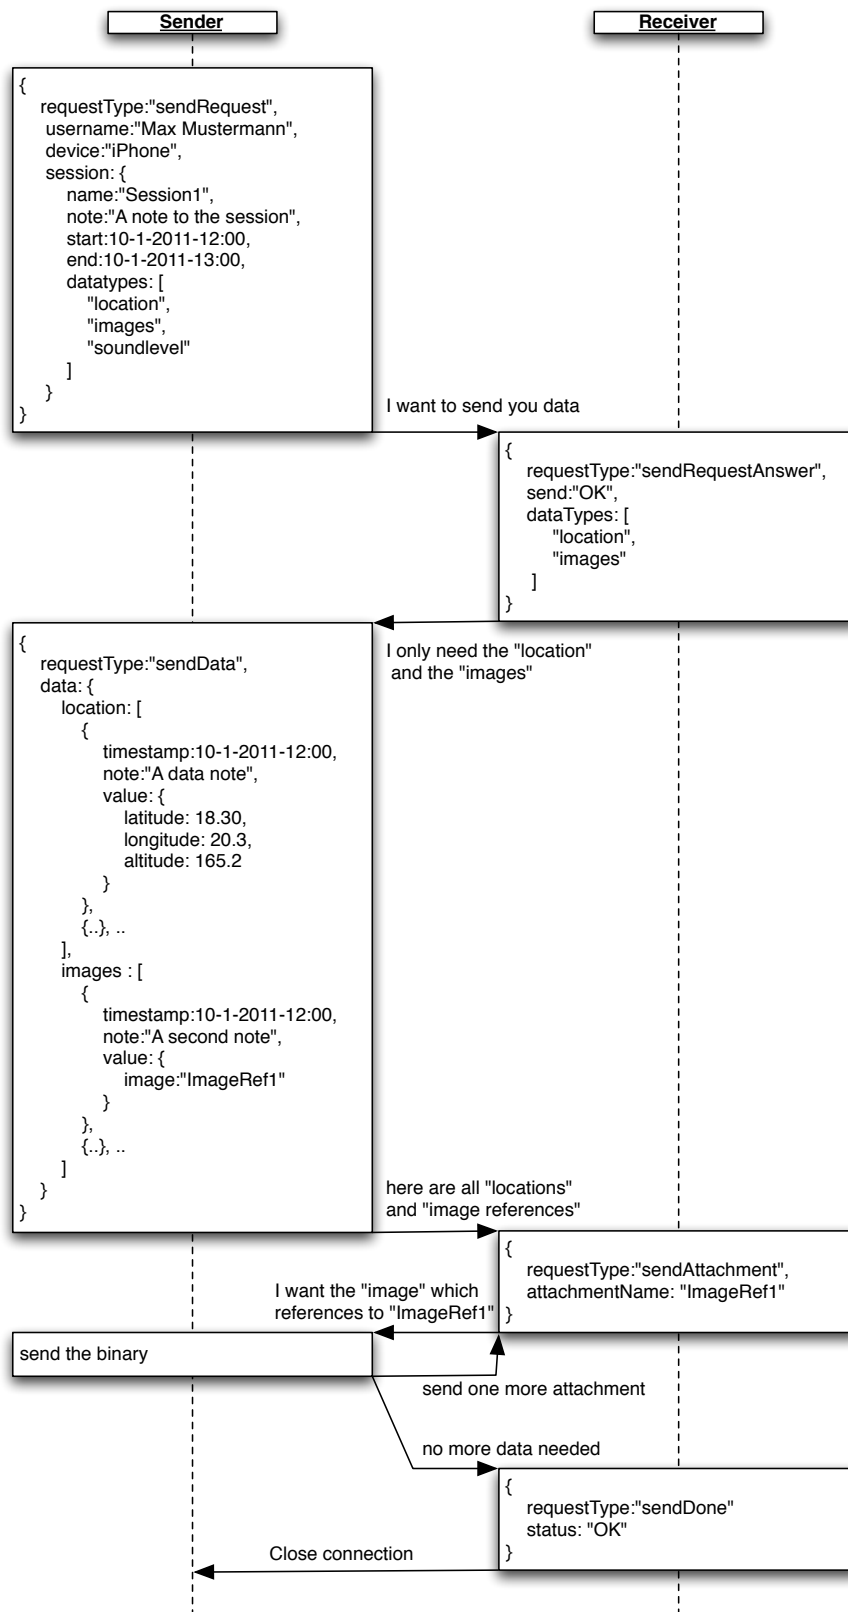 Sender
Receiver
{
requestType:"sendRequest",
username:"Max Mustermann",
device:"iPhone",
session: {
name:"Session1",
note:"A note to the session",
start:10-1-2011-12:00,
end:10-1-2011-13:00,
datatypes: [
"location",
"images",
"soundlevel"
]
}
}
I want to send you data
{
requestType:"sendRequestAnswer",
send:"OK",
dataTypes: [
"location",
"images"
]
}
I only need the "location"
and the "images"
{
requestType:"sendData",
data: {
location: [
{
timestamp:10-1-2011-12:00,
note:"A data note",
value: {
latitude: 18.30,
longitude: 20.3,
altitude: 165.2
}
},
{..}, ..
],
images : [
{
timestamp:10-1-2011-12:00,
note:"A second note",
value: {
image:"ImageRef1"
}
},
{..}, ..
]
}
}
here are all "locations"
and "image references"
{
requestType:"sendAttachment",
attachmentName: "ImageRef1"
}
I want the "image" which
references to "ImageRef1"
send the binary
send one more attachment
no more data needed
{
requestType:"sendDone"
status: "OK"
}
Close connection